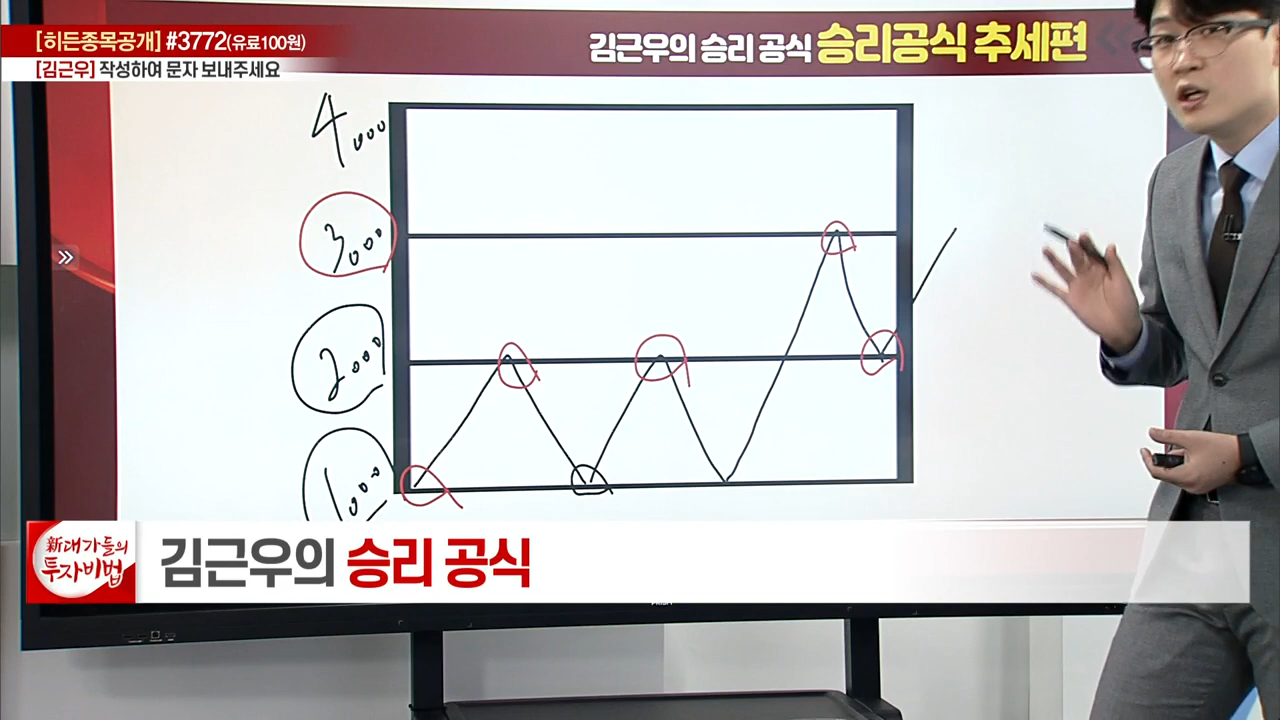 [히든종목공개] #3772(유료100원)
[김근우] 작성하여 문자 보내주세요
김근우의 승리 공식 승리공식 추세편
4000
3000
2000
1000
新대가들의
투자비법
김근우의 승리 공식